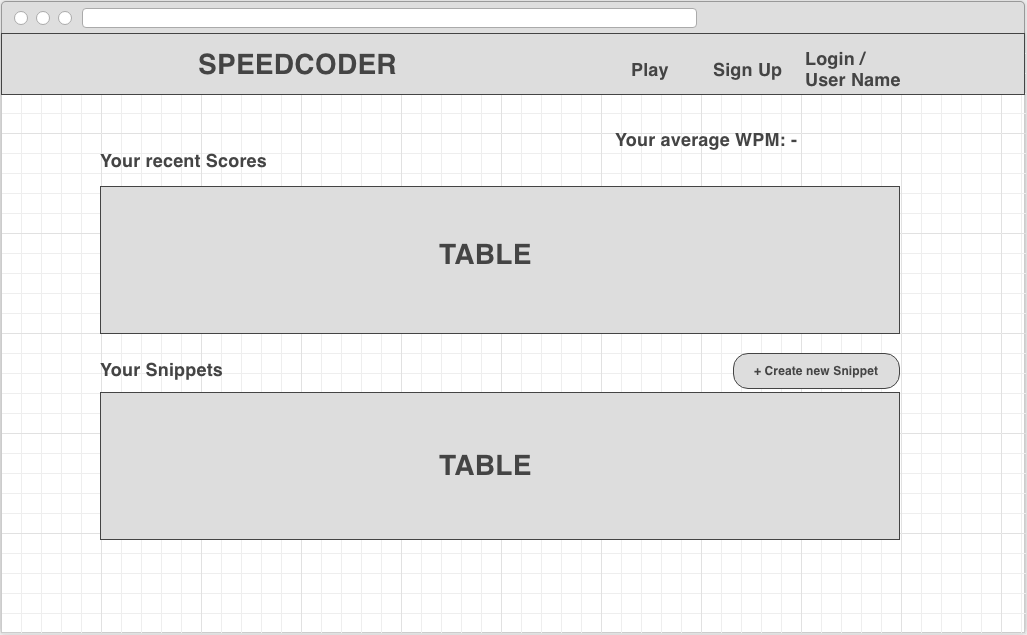 SPEEDCODER
Play
Sign Up
Login /
User Name
Your average WPM: -
Your recent Scores
TABLE
Your Snippets
+ Create new Snippet
TABLE